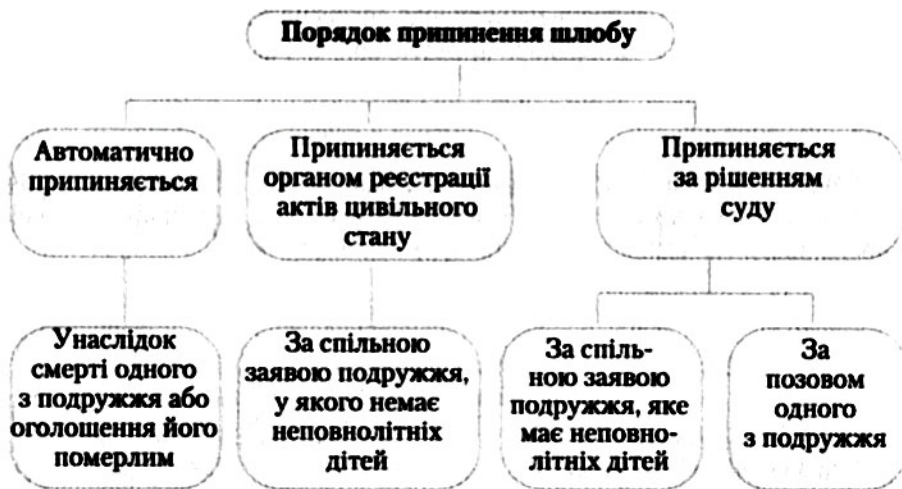 Порядок припинення шлюбу
Автоматично
припиняється
Припиняється
органом реєстрації
актів цивільного
стану
Припиняється
за рішенням
суду
Унаслідок
смерті одного
з подружжя або
оголошення його
померлим
За спільною
заявою подружжя,
у якого немає
неповнолітніх
дітей
За спіль-
ною заявою
подружжя, яке
має неповно-
літніх дітей
За
позовом
одного
з подружжя